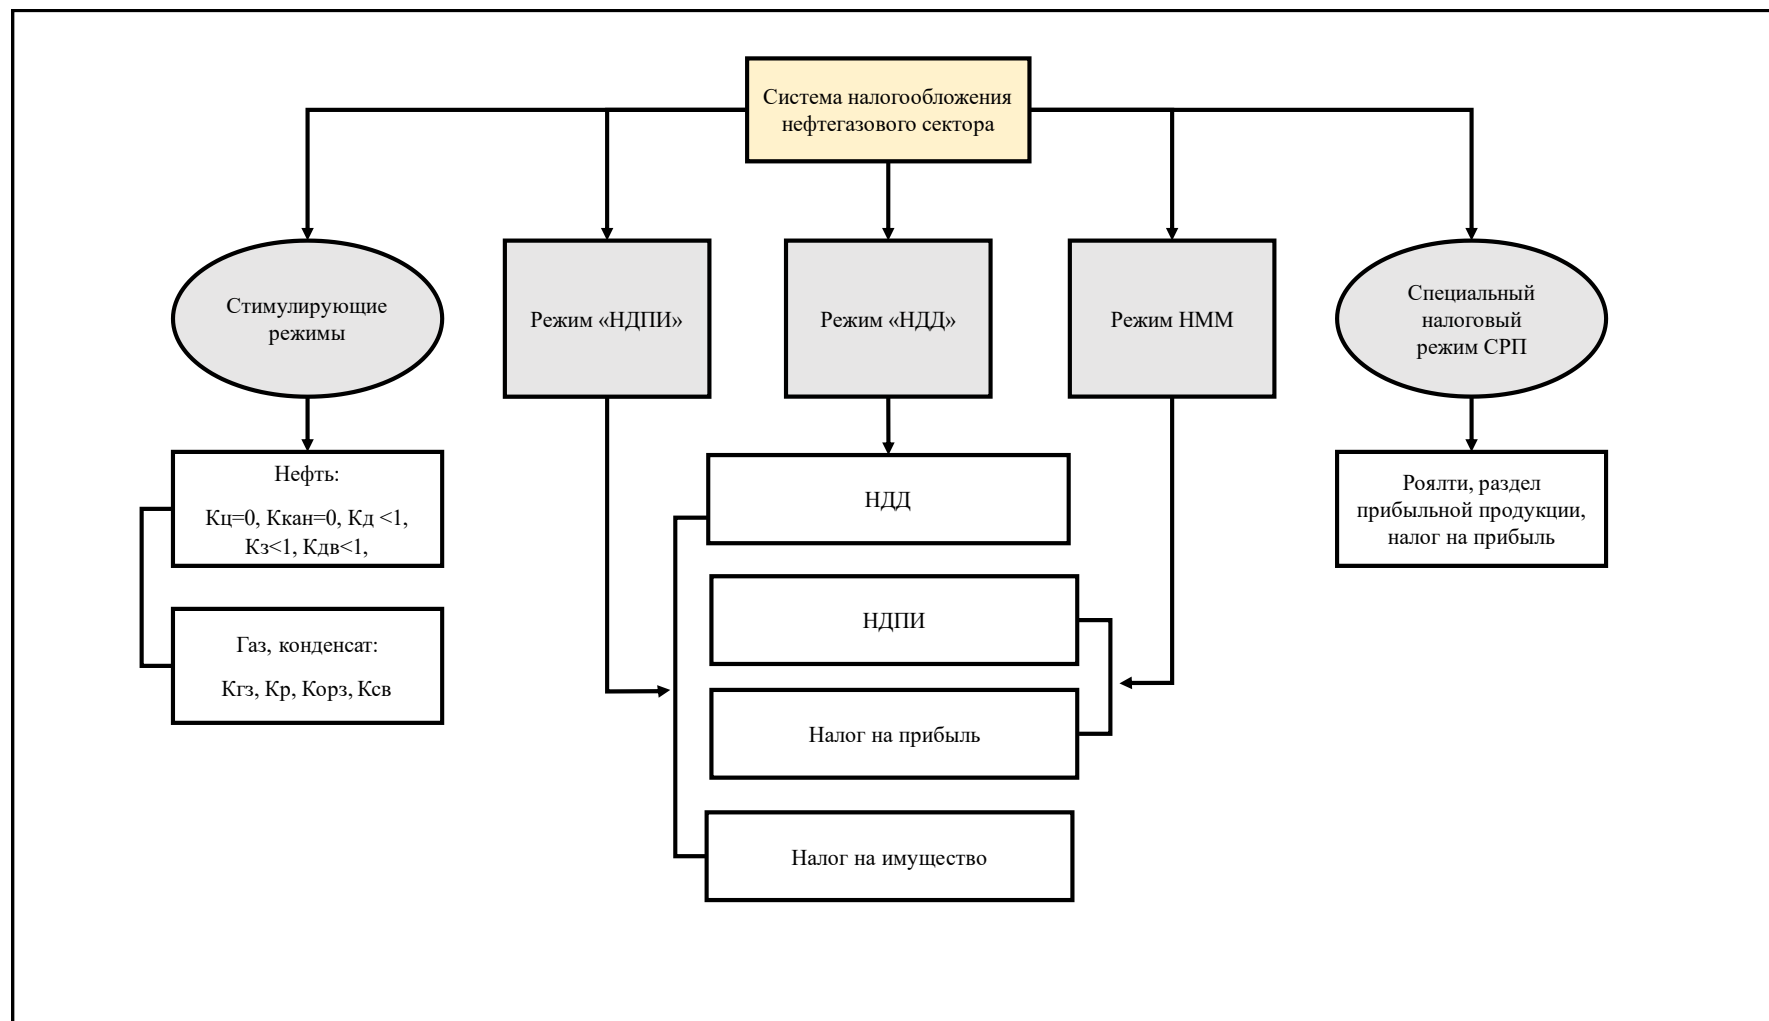 Система налогообложения
нефтегазового сектора
Стимулирующие
режимы
Режим «НДПИ»
Режим «НДД»
Режим НММ
Специальный
налоговый
режим СРП
Нефть:
Кц=0, Ккан=0, Кд <1,
Кз<1, Кдв<1,
Газ, конденсат:
Кгз, Кр, Корз, Ксв
НДД
НДПИ
Налог на прибыль
Налог на имущество
Роялти, раздел
прибыльной продукции,
налог на прибыль